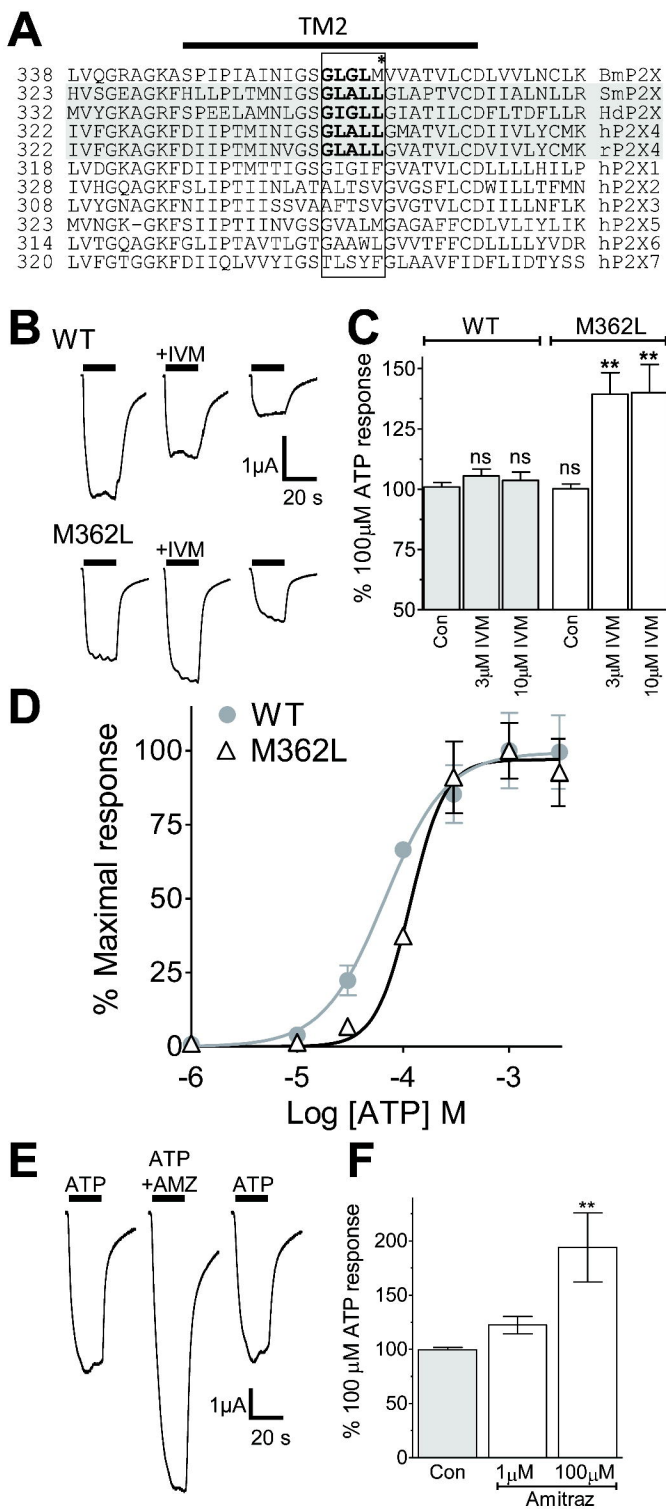 A
TM2
*
338 LVQGRAGKASPIPIAINIGSGLGLMVVATVLCDLVVLNCLK BmP2X
323 HVSGEAGKFHLLPLTMNIGSGLALLGLAPTVCDIIALNLLR SmP2X
332 MVYGKAGRFSPEELAMNLGSGIGLLVIATILCDFLTDFLLR HdP2X
322 IVFGKAGKFDIIPTMINIGSGLALLGMATVLCDIIVLYCMK hP2X4
322 IVFGKAGKFDIIPTMINVGSGLALLGVATVLCDVIVLYCMK rP2X4
318 LVDGKAGKFDIIPTMTTIGSGIGIFGVATVLCDLLLLHILP hP2X1
328 IVHGQAGKFSLIPTIINLATALTSVGVGSFLCDWILLTFMN hP2X2
308 LVYGNAGKFNIIPTIISSVAAFTSVGVGTVLCDIILLNFLK hP2X3
323 MVNGK-GKFSIIPTIINVGSGVALMGAGAFFCDLVLIYLIK hP2X5
314 LVTGQAGKFGLIPTAVTLGTGAAWLGVVTFFCDLLLLYVDR hP2X6
320 LVFGTGGKFDIIQLVVYIGSTLSYFGLAAVFIDFLIDTYSS hP2X7
B
WT
+IVM
1μA
20 s
M362L
+IVM
C
WT M362L
% 100μM ATP response
150
125
100
75
50
ns ns ns ns ** **
Con 3μM IVM 10μM IVM Con 3μM IVM 10μM IVM
D
WT
M362L
% Maximal response
100
75
50
25
0
-6 -5 -4 -3
Log [ATP] M
E
ATP ATP +AMZ ATP
1μA
20 s
F
% 100 μM ATP response
200
150
100
50
0
**
Con 1μM 100μM
Amitraz